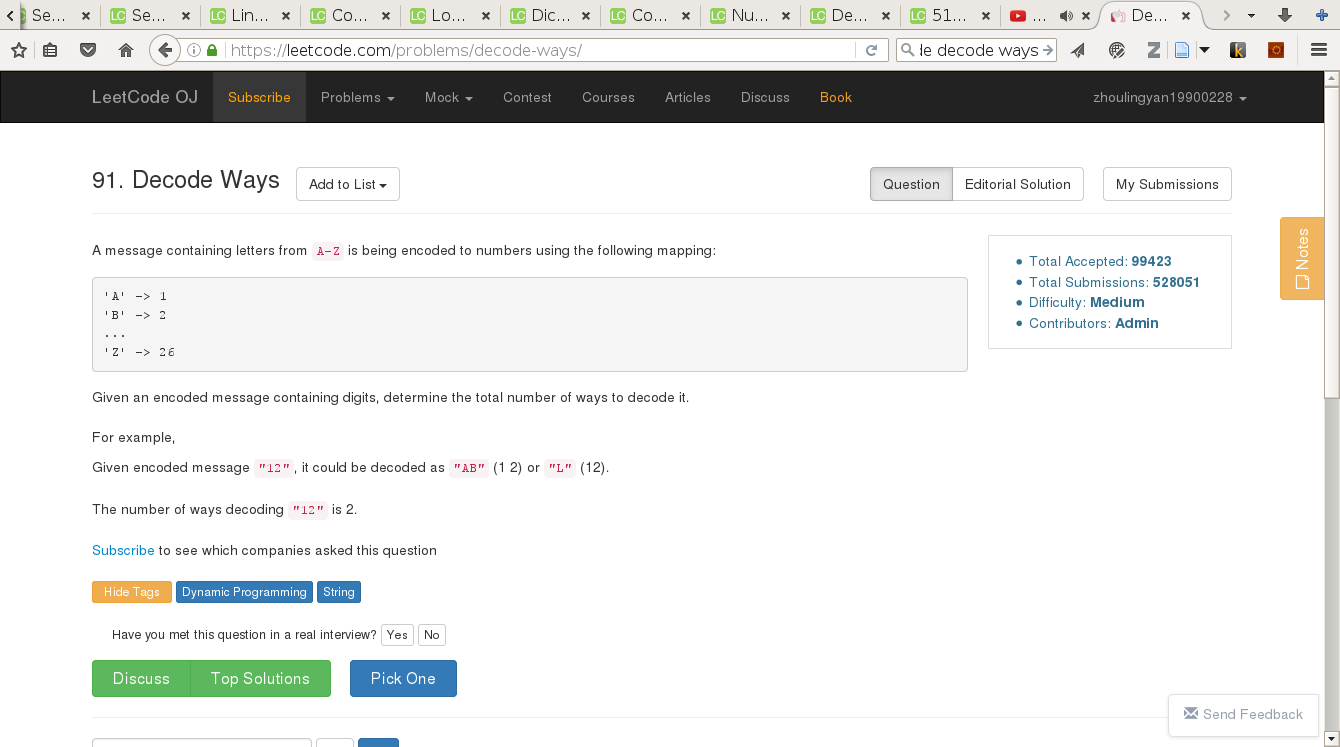 Se... Se... Lin... Co... Lo... Dic... Co... Nu... De... 51... ... De...
https://leetcode.com/problems/decode-ways/ de decode ways
LeetCode OJ Subscribe Problems Mock Contest Courses Articles Discuss Book zhoulingyan19900228
91. Decode Ways Add to List Question Editorial Solution My Submissions
A message containing letters from A-Z is being encoded to numbers using the following mapping:
'A' -> 1
'B' -> 2
...
'Z' -> 26
Total Accepted: 99423
Total Submissions: 528051
Difficulty: Medium
Contributors: Admin
Notes
Given an encoded message containing digits, determine the total number of ways to decode it.
For example,
Given encoded message "12", it could be decoded as "AB" (1 2) or "L" (12).
The number of ways decoding "12" is 2.
Subscribe to see which companies asked this question
Hide Tags Dynamic Programming String
Have you met this question in a real interview? Yes No
Discuss Top Solutions Pick One
Send Feedback